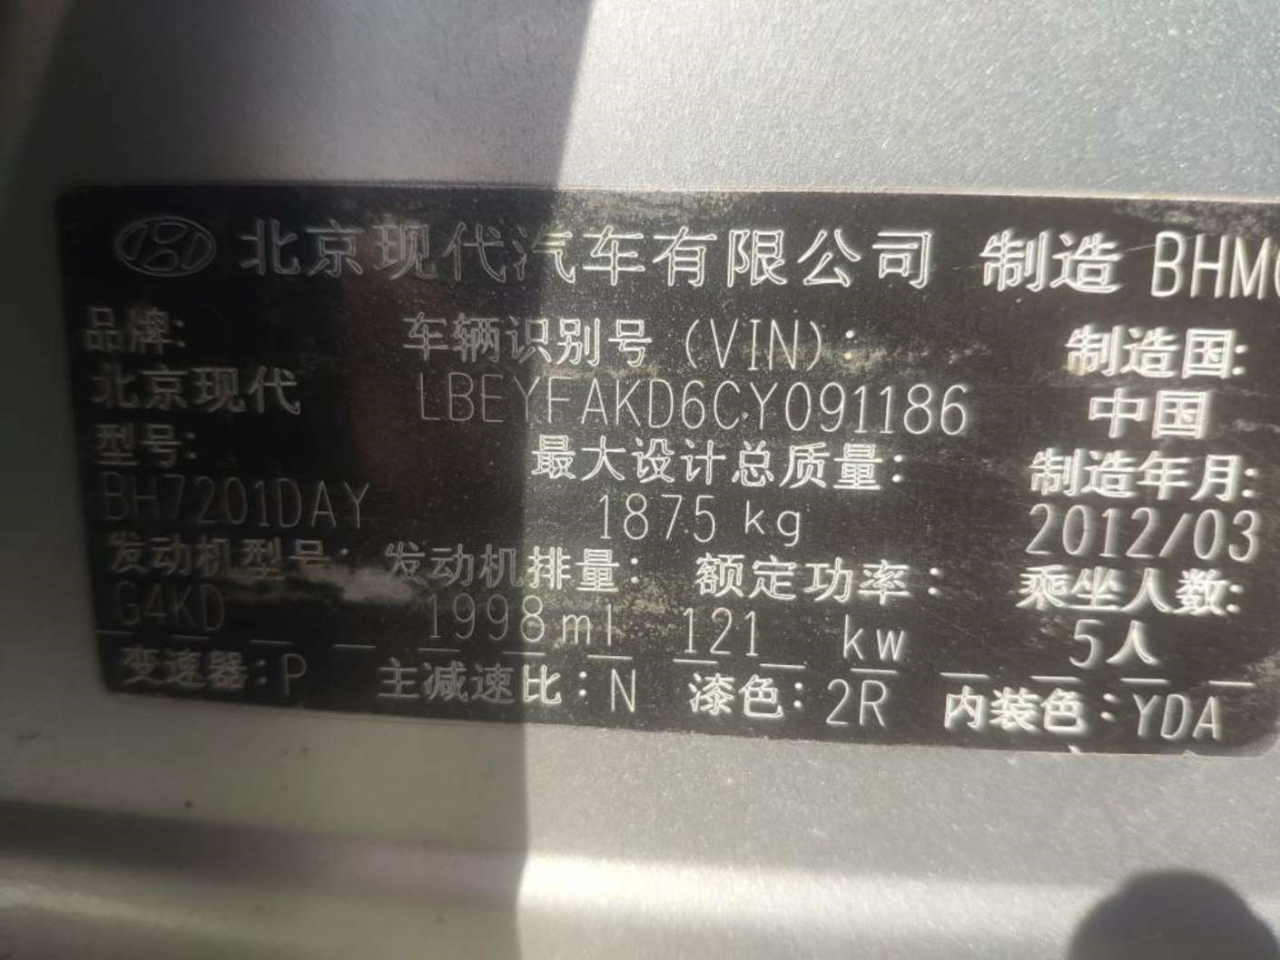 北京现代汽车有限公司 制造 BHM
品牌: 车辆识别号 (VIN): 制造国:
北京现代 LBEYFAKD6CY091186 中国
型号: 最大设计总质量: 制造年月:
BH7201DAY 1875 kg 2012/03
发动机型号: 发动机排量: 额定功率: 乘坐人数:
G4KD 1998ml 121 kw 5人
变速器:P 主减速比:N 漆色:2R 内装色:YDA